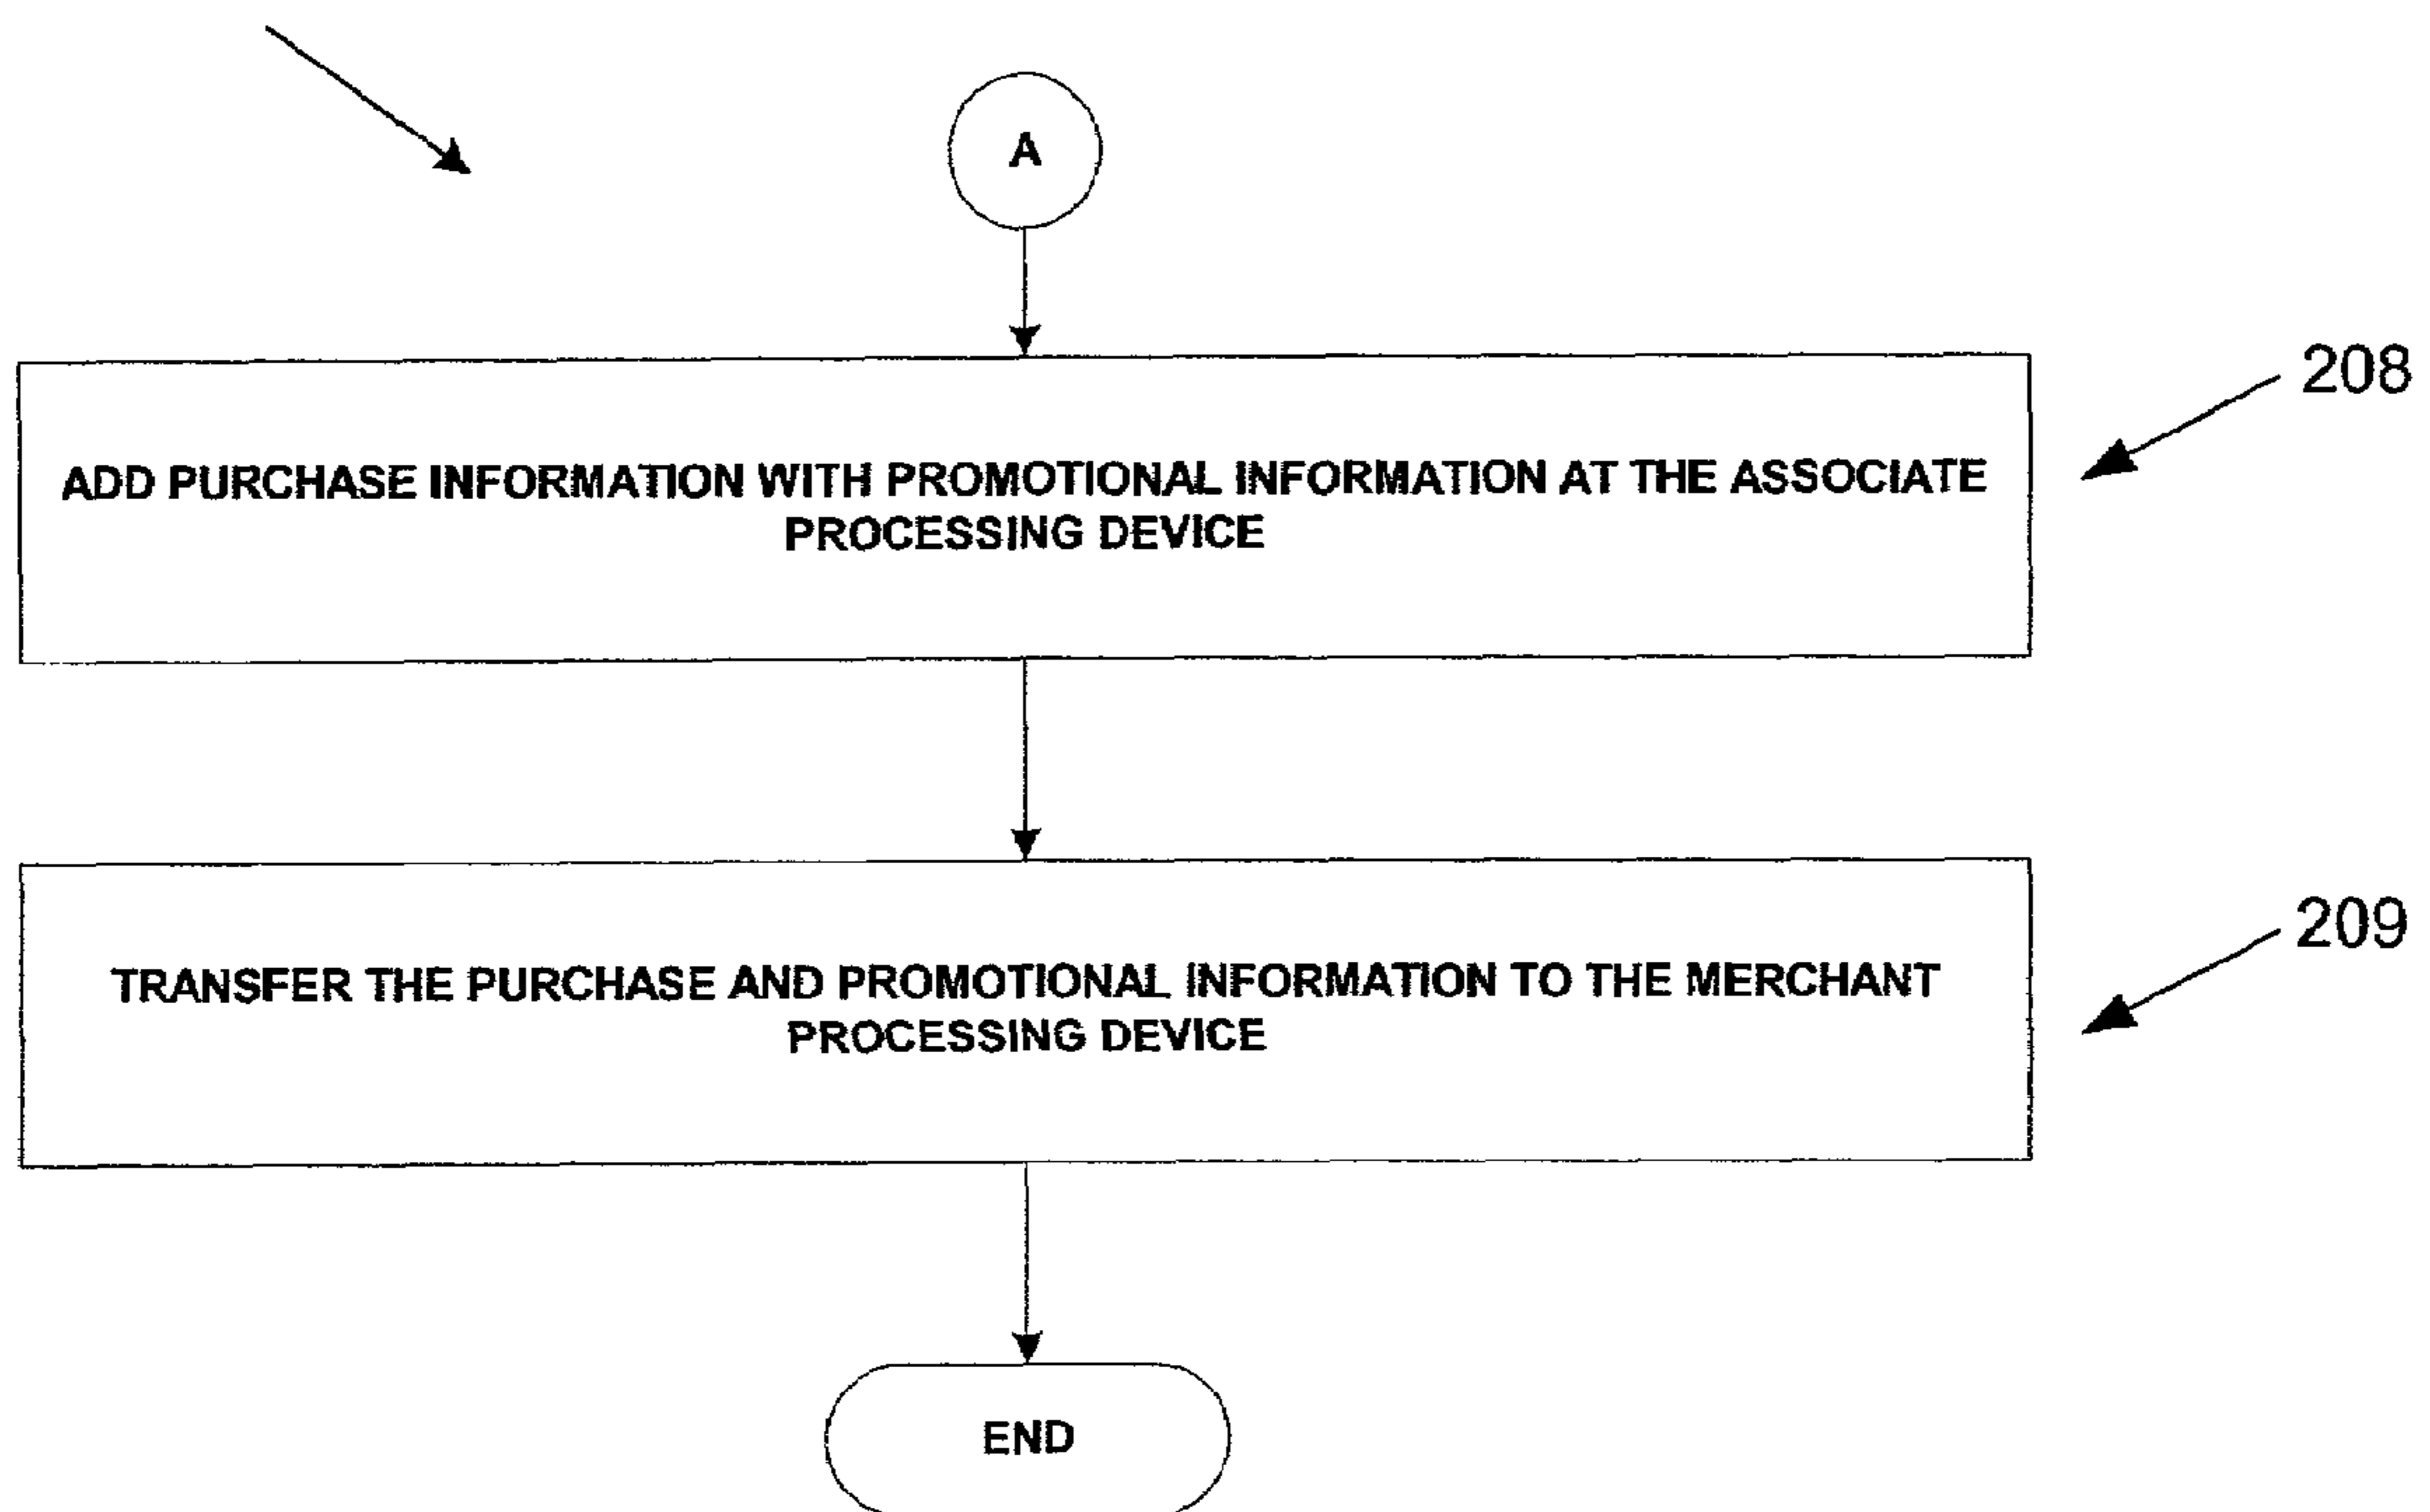 A
208
ADD PURCHASE INFORMATION WITH PROMOTIONAL INFORMATION AT THE ASSOCIATE
PROCESSING DEVICE
209
TRANSFER THE PURCHASE AND PROMOTIONAL INFORMATION TO THE MERCHANT
PROCESSING DEVICE
END